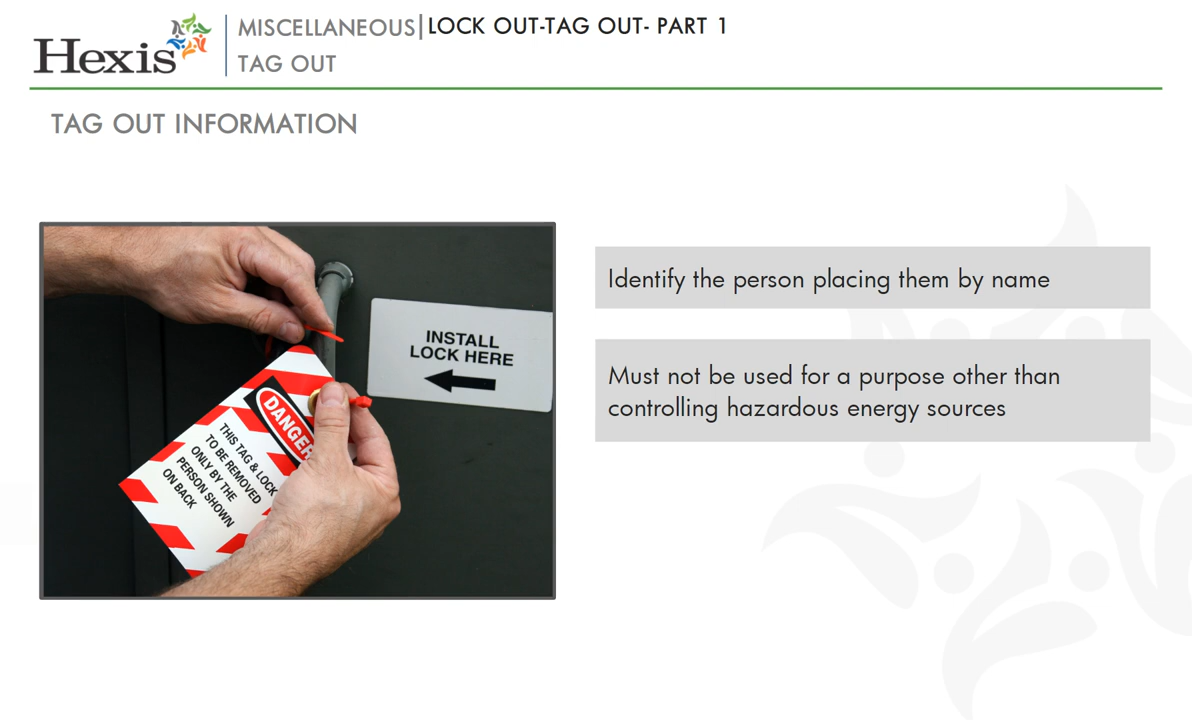 Hexis
MISCELLANEOUS|LOCK OUT-TAG OUT- PART 1
TAG OUT
TAG OUT INFORMATION
INSTALL
LOCK HERE
DANGER
THIS TAG & LOCK
TO BE REMOVED
ONLY BY THE
PERSON SHOWN
ON BACK
Identify the person placing them by name
Must not be used for a purpose other than
controlling hazardous energy sources